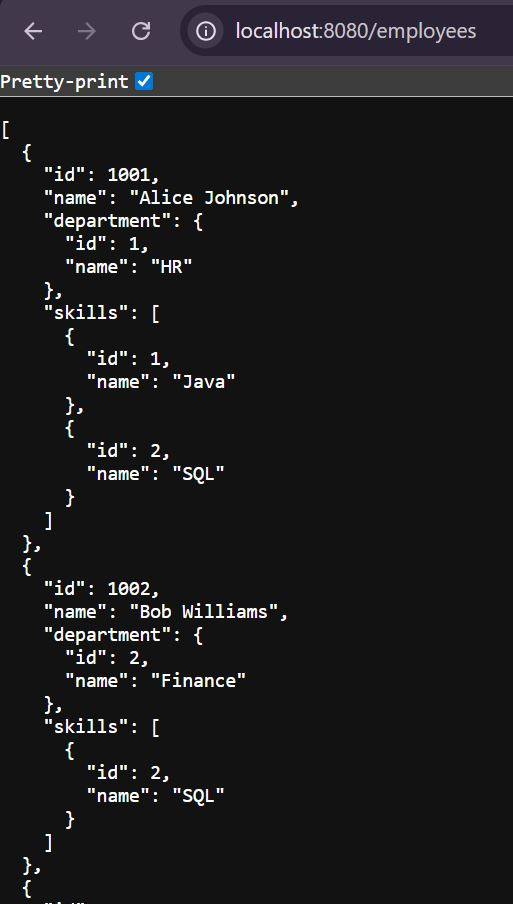 localhost:8080/employees
Pretty-print
[
  {
    "id": 1001,
    "name": "Alice Johnson",
    "department": {
      "id": 1,
      "name": "HR"
    },
    "skills": [
      {
        "id": 1,
        "name": "Java"
      },
      {
        "id": 2,
        "name": "SQL"
      }
    ]
  },
  {
    "id": 1002,
    "name": "Bob Williams",
    "department": {
      "id": 2,
      "name": "Finance"
    },
    "skills": [
      {
        "id": 2,
        "name": "SQL"
      }
    ]
  },
  {